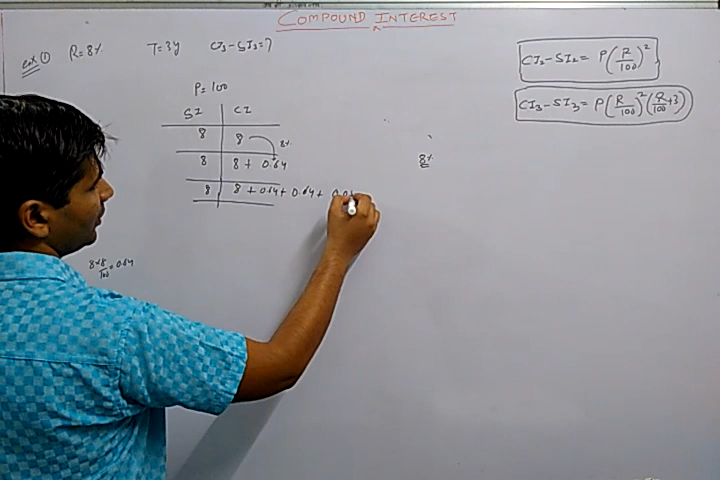 COMPOUND INTEREST
ex ① R=8% T=3y CI₃-SI₃=?
CI₂-SI₂= P(R/100)²
CI₃-SI₃= P(R/100)²(R/100+3)
P= 100
SI CI
8 8 8%
8 8 + 0.64
8 8 + 0.64 + 0.64 +
8%
8×8/100=0.64